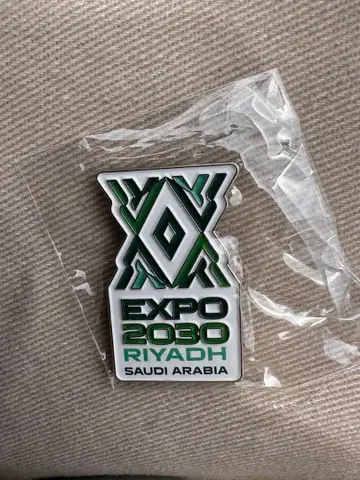 EXPO
2030
RIYADH
SAUDI ARABIA